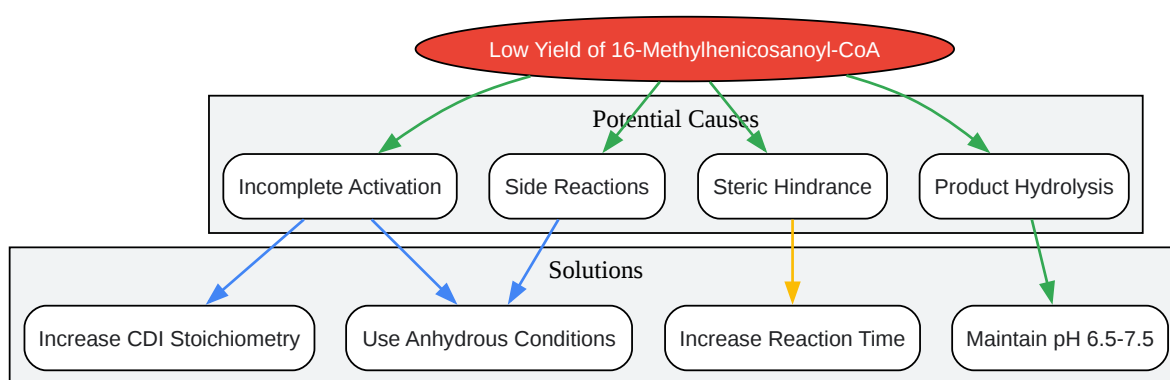 Low Yield of 16-Methylhenicosanoyl-CoA
Potential Causes
Incomplete Activation
Side Reactions
Steric Hindrance
Product Hydrolysis
Solutions
Increase CDI Stoichiometry
Use Anhydrous Conditions
Increase Reaction Time
Maintain pH 6.5-7.5